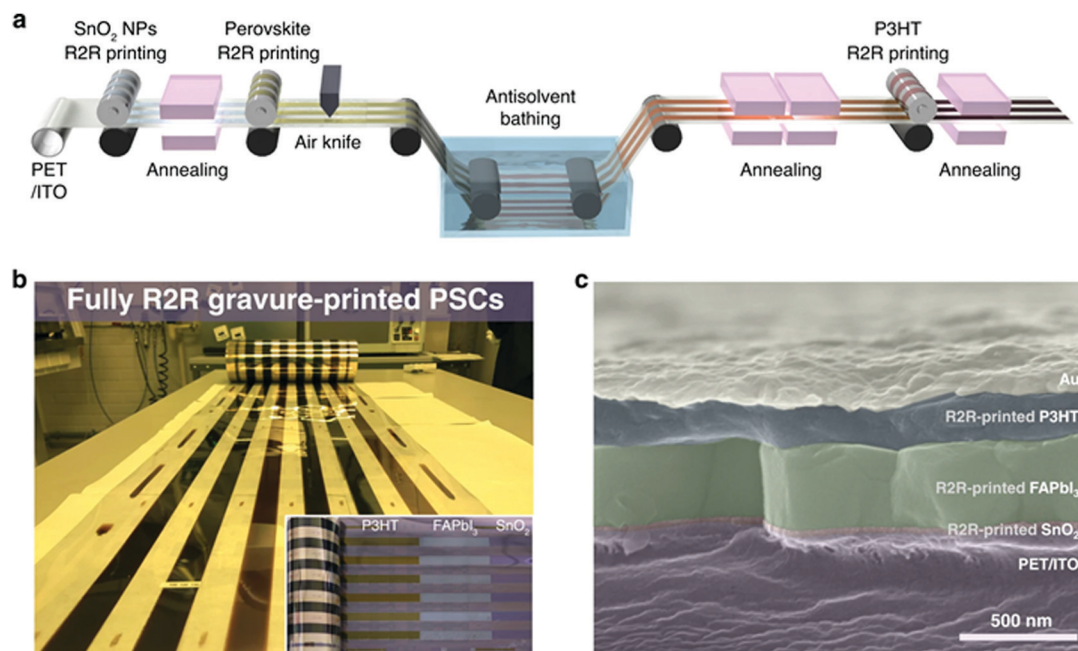 a
SnO₂ NPs
R2R printing
Perovskite
R2R printing
P3HT
R2R printing
Antisolvent
bathing
Air knife
PET
/ITO
Annealing
Annealing
Annealing
b
Fully R2R gravure-printed PSCs
P3HT
FAPbI₃
SnO₂
c
Au
R2R-printed P3HT
R2R-printed FAPbI₃
R2R-printed SnO₂
PET/ITO
500 nm